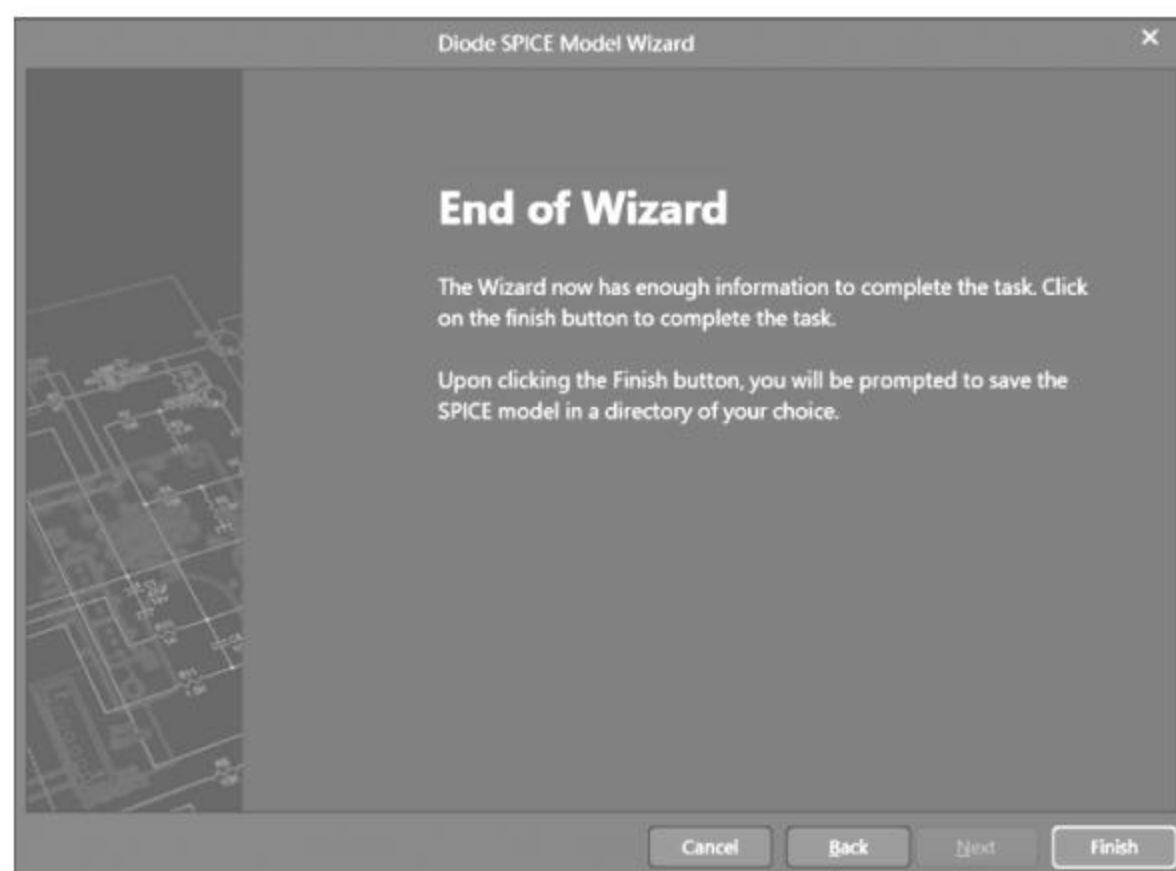 Diode SPICE Model Wizard
End of Wizard
The Wizard now has enough information to complete the task. Click
on the finish button to complete the task.
Upon clicking the Finish button, you will be prompted to save the
SPICE model in a directory of your choice.
Cancel Back Next Finish